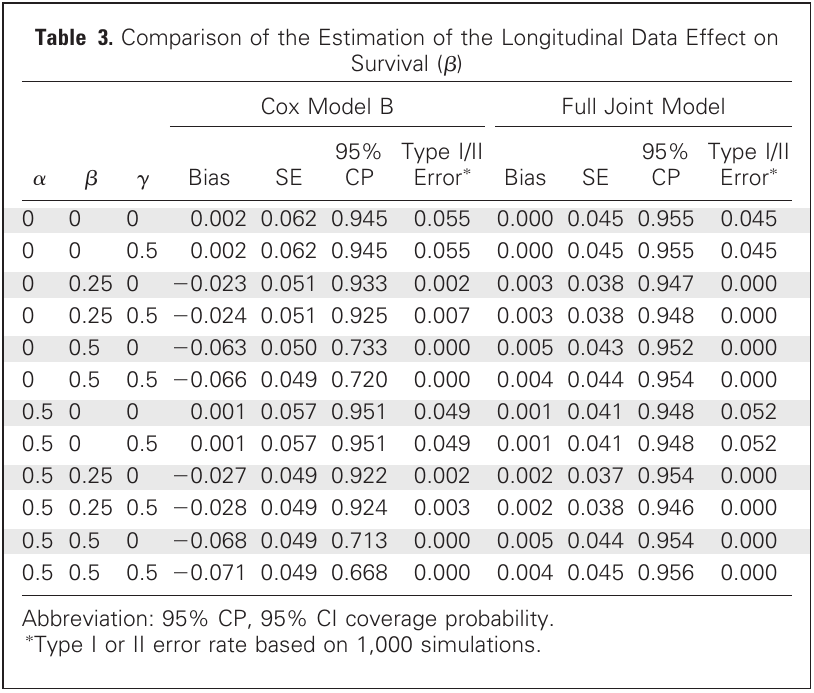 Table 3. Comparison of the Estimation of the Longitudinal Data Effect on
Survival (β)
Cox Model B Full Joint Model
α β γ Bias SE 95% CP Type I/II Error* Bias SE 95% CP Type I/II Error*
0 0 0 0.002 0.062 0.945 0.055 0.000 0.045 0.955 0.045
0 0 0.5 0.002 0.062 0.945 0.055 0.000 0.045 0.955 0.045
0 0.25 0 −0.023 0.051 0.933 0.002 0.003 0.038 0.947 0.000
0 0.25 0.5 −0.024 0.051 0.925 0.007 0.003 0.038 0.948 0.000
0 0.5 0 −0.063 0.050 0.733 0.000 0.005 0.043 0.952 0.000
0 0.5 0.5 −0.066 0.049 0.720 0.000 0.004 0.044 0.954 0.000
0.5 0 0 0.001 0.057 0.951 0.049 0.001 0.041 0.948 0.052
0.5 0 0.5 0.001 0.057 0.951 0.049 0.001 0.041 0.948 0.052
0.5 0.25 0 −0.027 0.049 0.922 0.002 0.002 0.037 0.954 0.000
0.5 0.25 0.5 −0.028 0.049 0.924 0.003 0.002 0.038 0.946 0.000
0.5 0.5 0 −0.068 0.049 0.713 0.000 0.005 0.044 0.954 0.000
0.5 0.5 0.5 −0.071 0.049 0.668 0.000 0.004 0.045 0.956 0.000
Abbreviation: 95% CP, 95% CI coverage probability.
*Type I or II error rate based on 1,000 simulations.